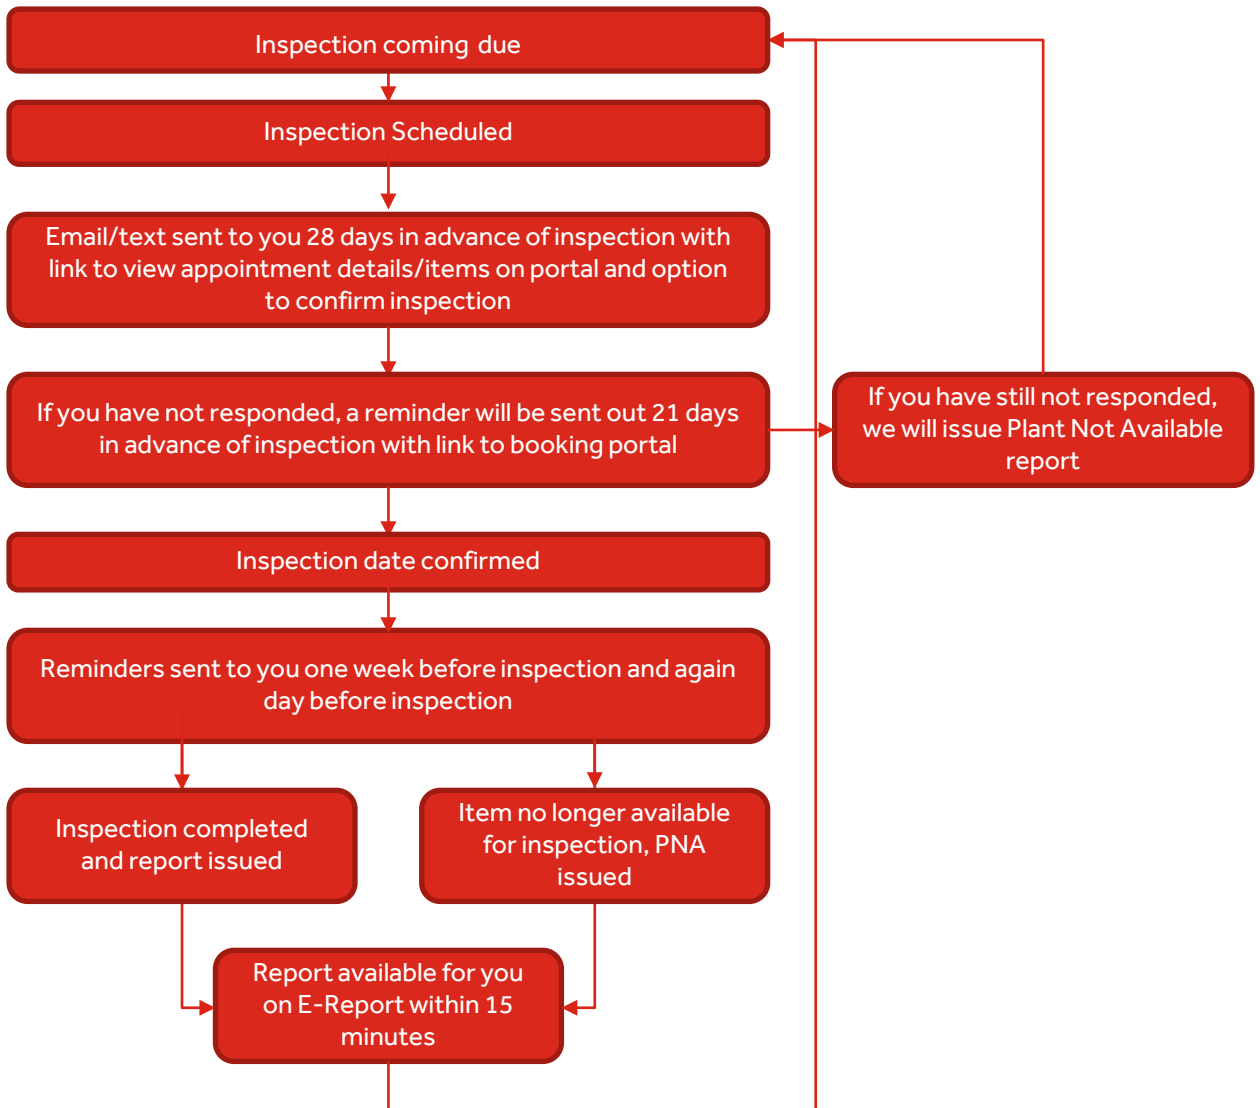 Inspection coming due
Inspection Scheduled
Email/text sent to you 28 days in advance of inspection with
link to view appointment details/items on portal and option
to confirm inspection
If you have not responded, a reminder will be sent out 21 days
in advance of inspection with link to booking portal
If you have still not responded,
we will issue Plant Not Available
report
Inspection date confirmed
Reminders sent to you one week before inspection and again
day before inspection
Inspection completed
and report issued
Item no longer available
for inspection, PNA
issued
Report available for you
on E-Report within 15
minutes